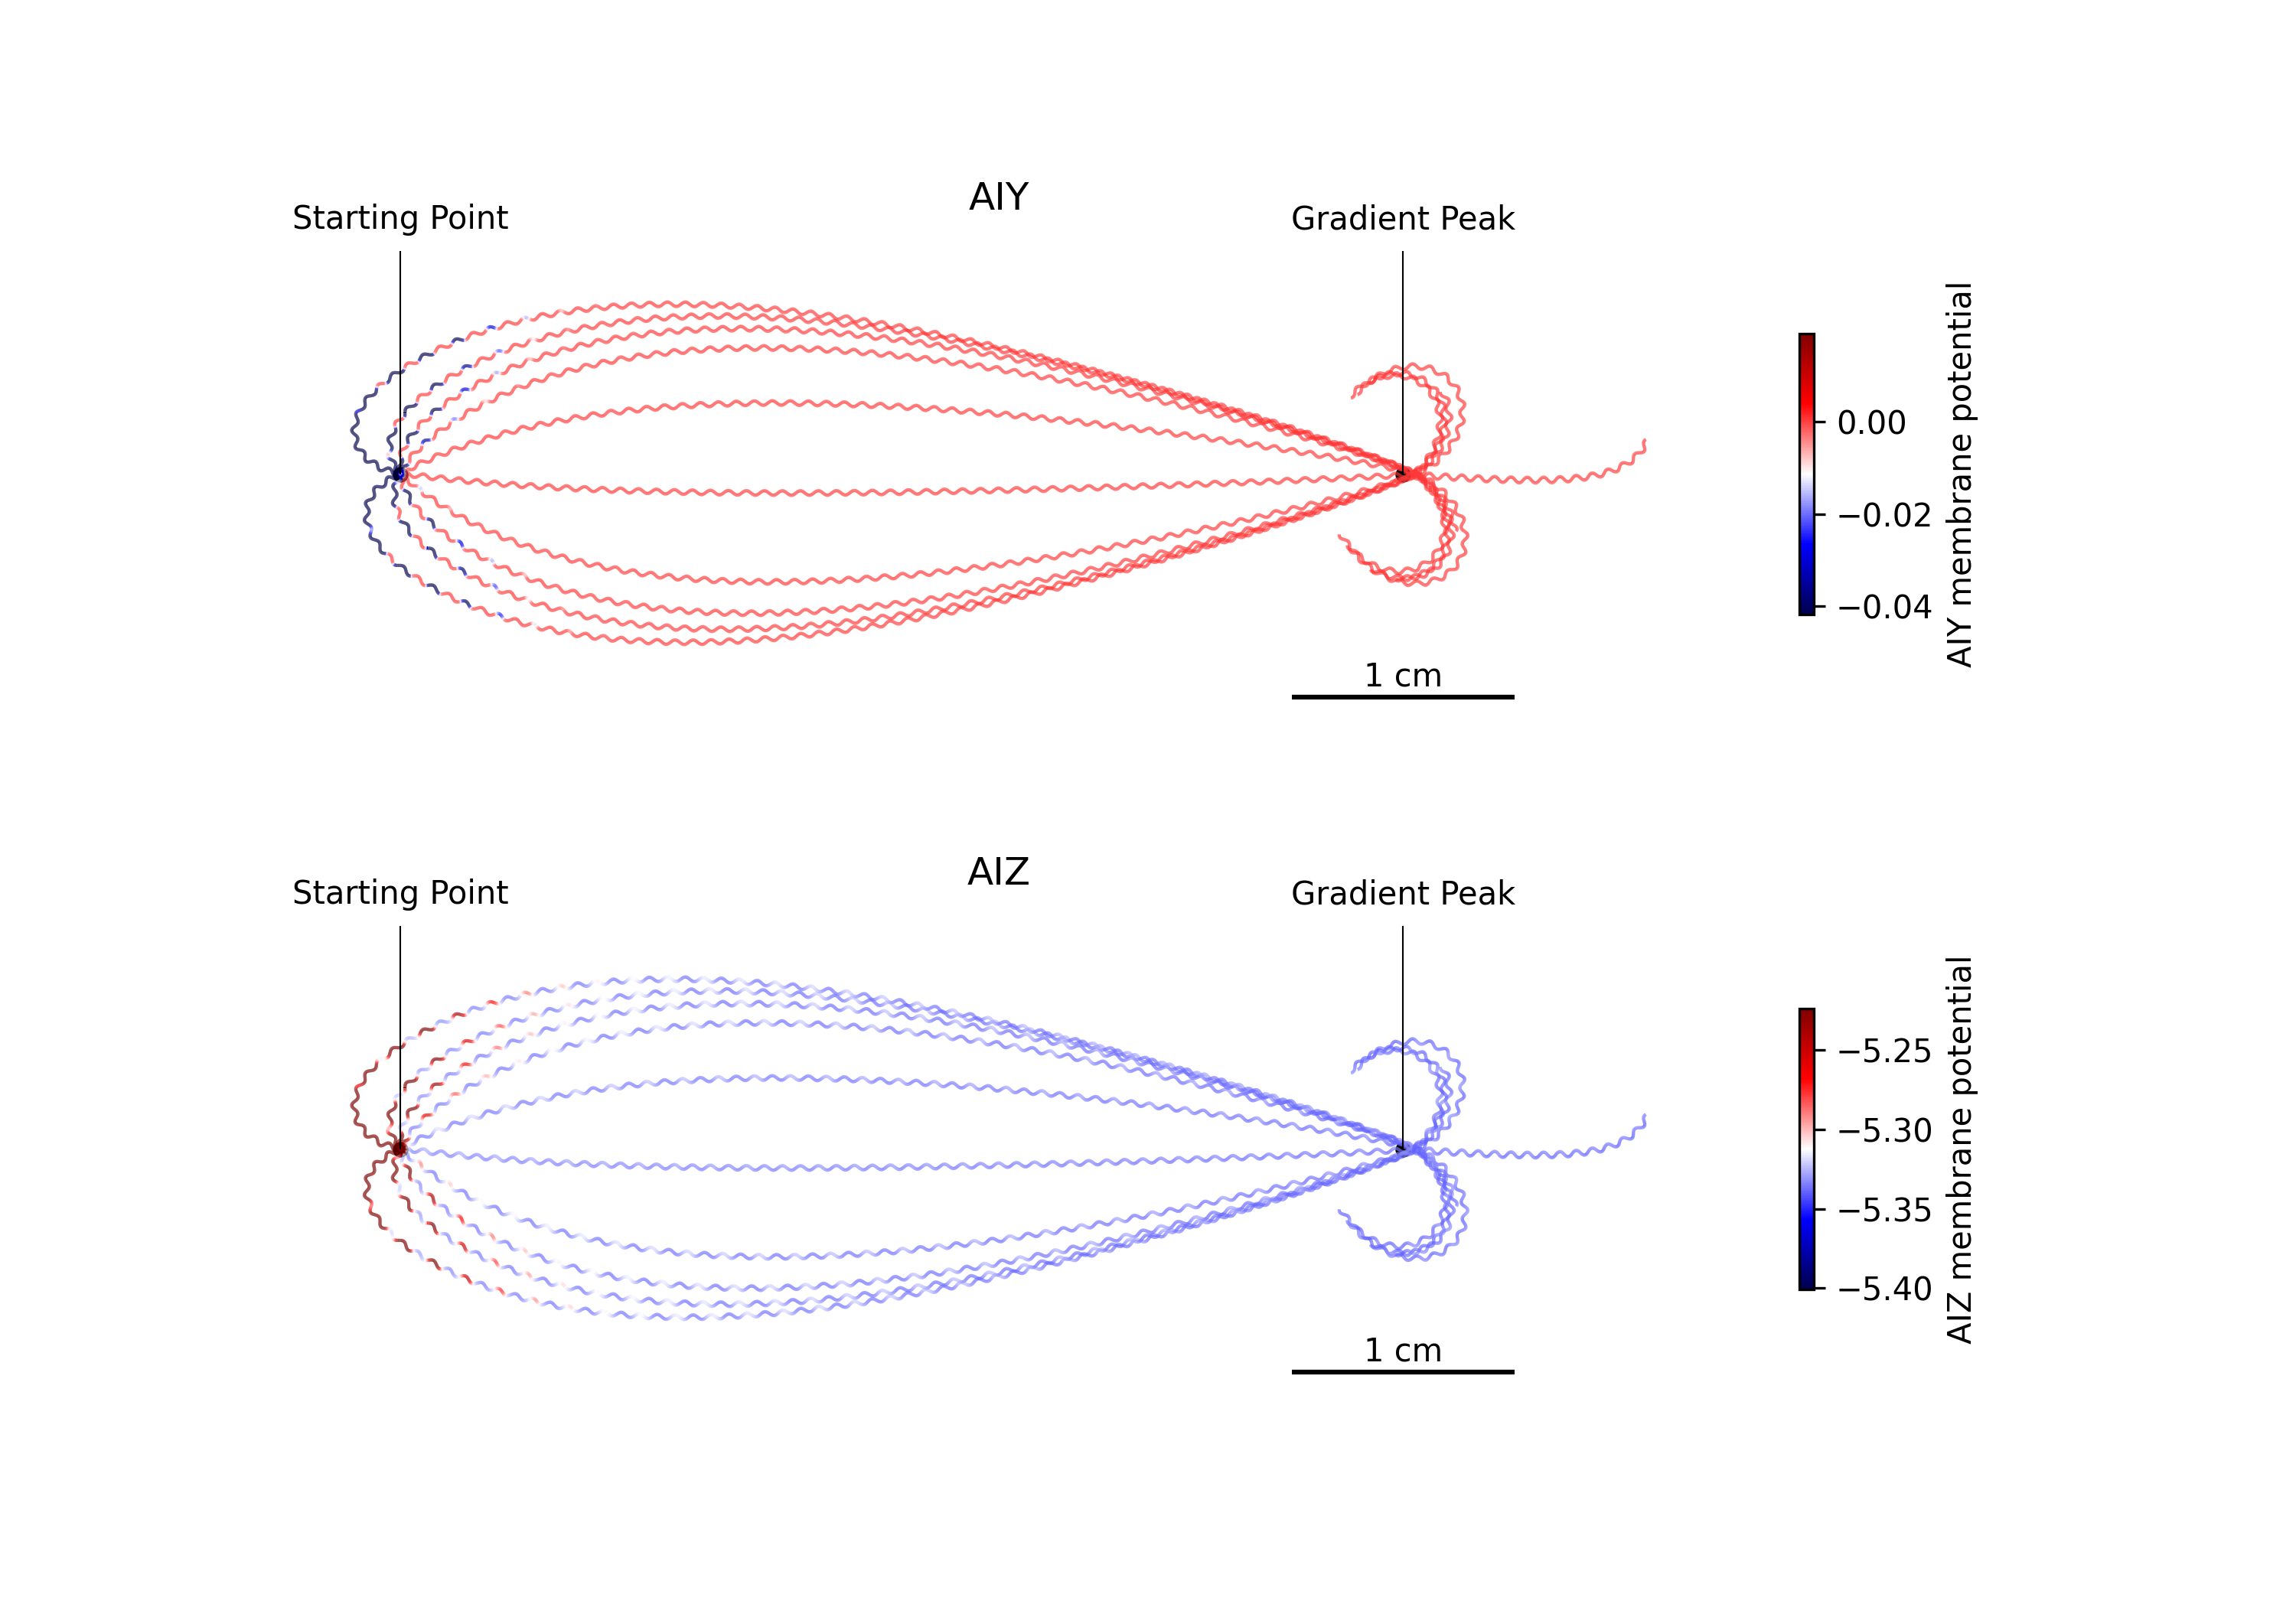 AIY
Starting Point
Gradient Peak
0.00
−0.02
−0.04
AIY membrane potential
1 cm
AIZ
Starting Point
Gradient Peak
−5.25
−5.30
−5.35
−5.40
AIZ membrane potential
1 cm